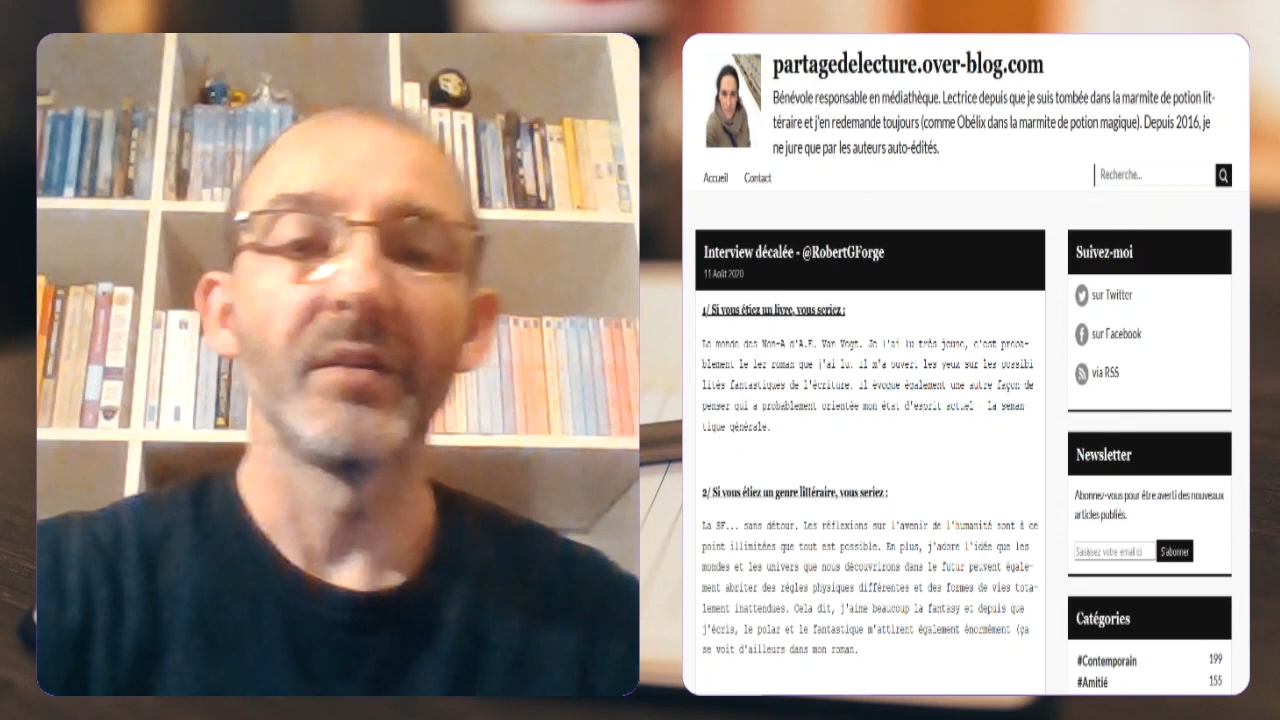 partagedelecture.over-blog.com
Bénévole responsable en médiathèque. Lectrice depuis que je suis tombée dans la marmite de potion lit-
téraire et j'en redemande toujours (comme Obélix dans la marmite de potion magique). Depuis 2016, je
ne jure que par les auteurs auto-édités.
Accueil Contact
Recherche...
Interview décalée - @RobertGForge
11 Août 2020
1/ Si vous étiez un livre, vous seriez :
Le monde des Non-A d'A.E. Van Vogt. Je l'ai lu très jeune, c'est proba-
blement le 1er roman que j'ai lu. il m'a ouvert les yeux sur les possibi
lités fantastiques de l'écriture. il évoque également une autre façon de
penser qui a probablement orientée mon état d'esprit actuel la séman
tique générale.
2/ Si vous étiez un genre littéraire, vous seriez :
La SF... sans détour. Les réflexions sur l'avenir de l'humanité sont à ce
point illimitées que tout est possible. En plus, j'adore l'idée que les
mondes et les univers que nous découvrirons dans le futur peuvent égale-
ment abriter des règles physiques différentes et des formes de vies tota-
lement inattendues. Cela dit, j'aime beaucoup la fantasy et depuis que
j'écris, le polar et le fantastique m'attirent également énormément (ça
se voit d'ailleurs dans mon roman.
Suivez-moi
sur Twitter
sur Facebook
via RSS
Newsletter
Abonnez-vous pour être averti des nouveaux
articles publiés.
Saisissez votre email ici S'abonner
Catégories
#Contemporain 199
#Amitié 155